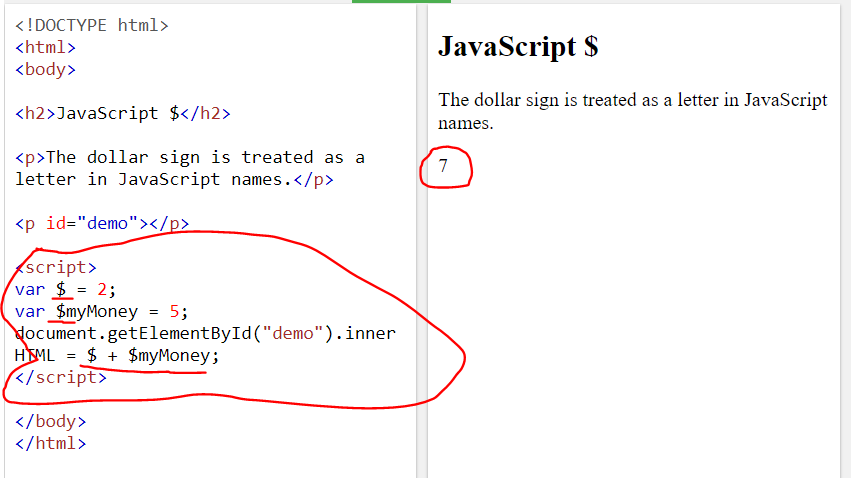 <!DOCTYPE html>
<html>
<body>
<h2>JavaScript $</h2>
<p>The dollar sign is treated as a
letter in JavaScript names.</p>
<p id="demo"></p>
<script>
var $ = 2;
var $myMoney = 5;
document.getElementById("demo").inner
HTML = $ + $myMoney;
</script>
</body>
</html>
JavaScript $
The dollar sign is treated as a letter in JavaScript
names.
7